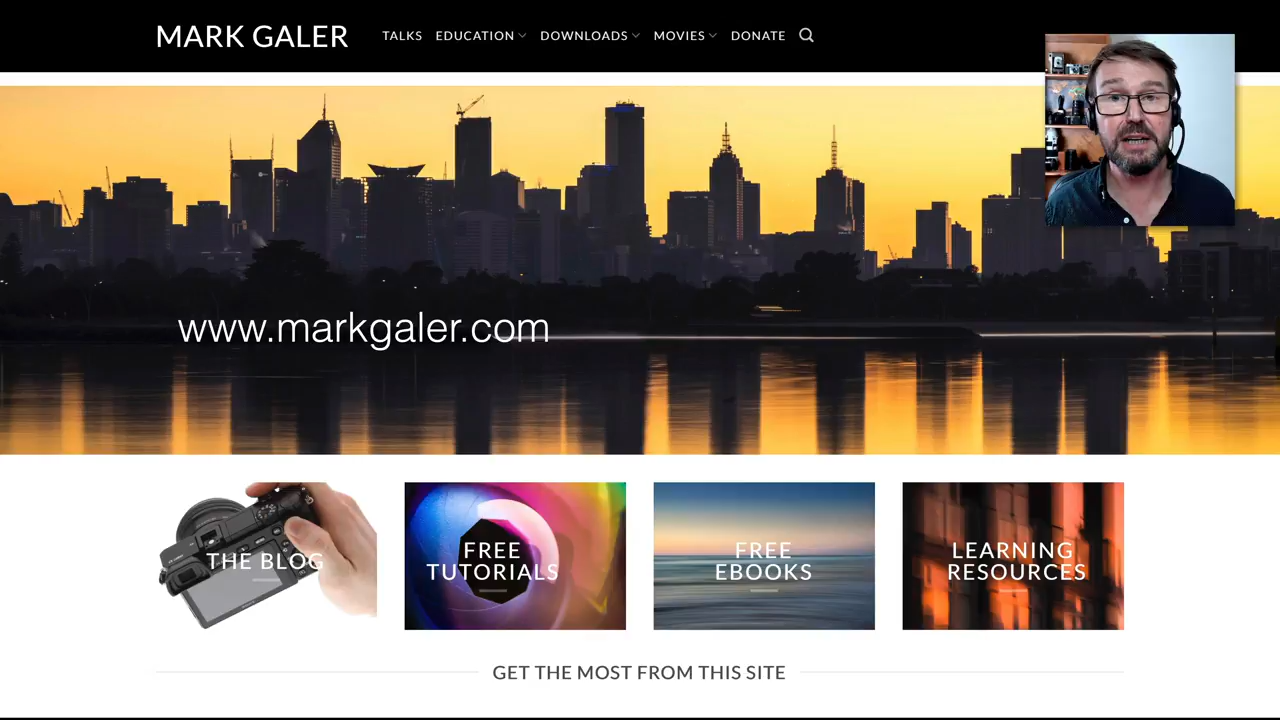 MARK GALER
TALKS EDUCATION DOWNLOADS MOVIES DONATE
www.markgaler.com
THE BLOG
FREE
TUTORIALS
FREE
EBOOKS
LEARNING
RESOURCES
GET THE MOST FROM THIS SITE